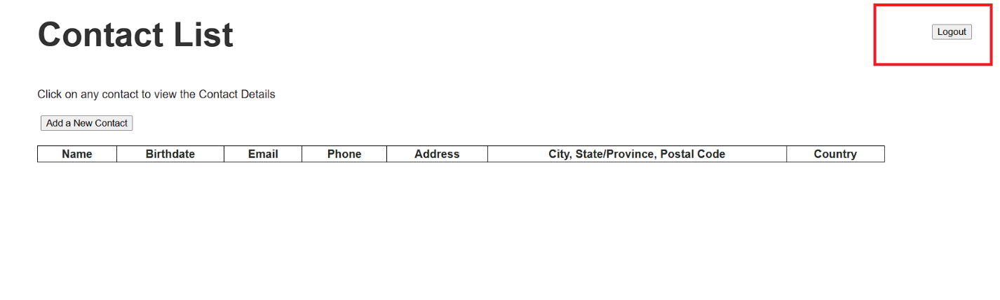 Contact List
Logout
Click on any contact to view the Contact Details
Add a New Contact
Name Birthdate Email Phone Address City, State/Province, Postal Code Country